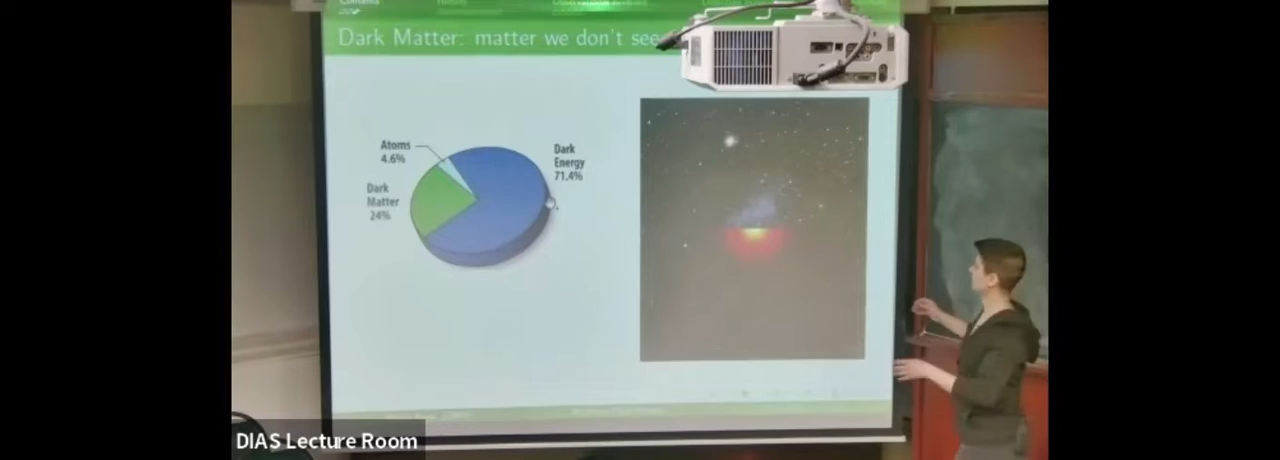 Contents
Dark Matter: matter we don't see
Atoms
4.6%
Dark
Energy
71.4%
Dark
Matter
24%
DIAS Lecture Room